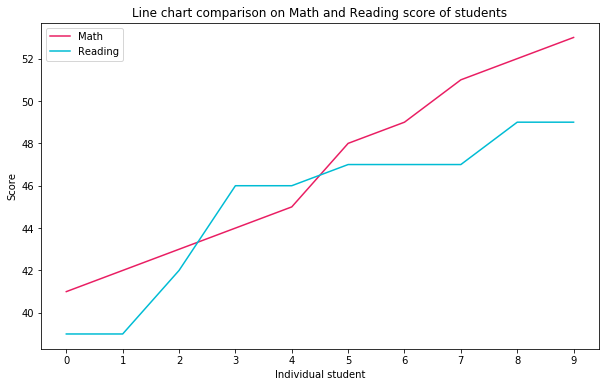 Line chart comparison on Math and Reading score of students
Math
Reading
52
50
48
46
44
42
40
Score
0 1 2 3 4 5 6 7 8 9
Individual student